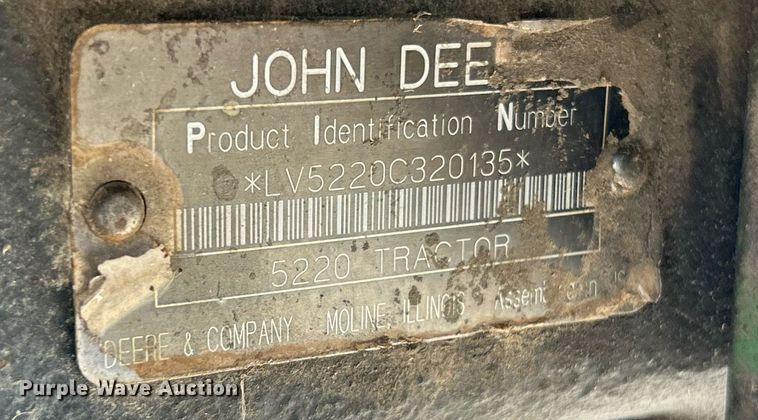 JOHN DEE
Product Identification Number
*LV5220C320135*
5220 TRACTOR
DEERE & COMPANY MOLINE, ILLINOIS
Purple Wave Auction